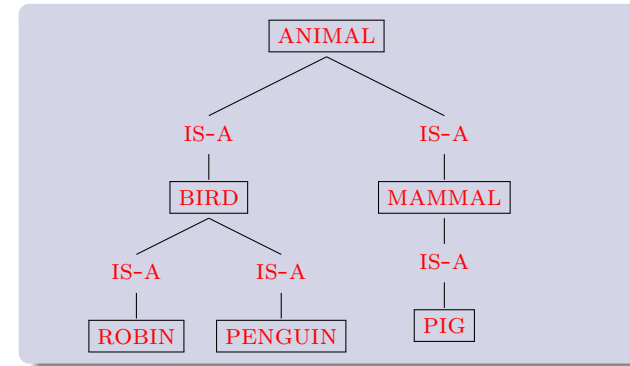 ANIMAL
IS-A IS-A
BIRD MAMMAL
IS-A IS-A IS-A
ROBIN PENGUIN PIG